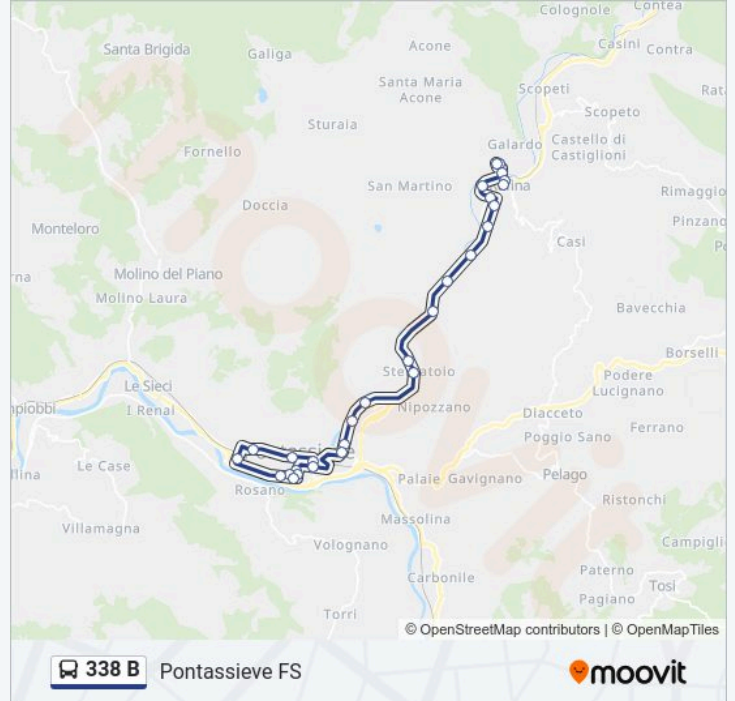 Colognole
Contea
Santa Brigida
Galiga
Acone
Casini
Contra
Santa Maria
Acone
Scopeti
Scopeto
Sturaia
Galardo
Castello di
Castiglioni
Fornello
San Martino
Rimaggio
Doccia
Pinzano
Monteloro
Casi
Molino del Piano
Molino Laura
Bavecchia
Borselli
Le Sieci
Podere
Lucignano
I Renai
Nipozzano
Diacceto
Ferrano
Poggio Sano
Le Case
Rosano
Palaie
Gavignano
Pelago
Ristonchi
Villamagna
Massolina
Volognano
Campigli
Carbonile
Paterno
Tosi
Pagiano
Torri
© OpenStreetMap contributors | © OpenMapTiles
338 B
Pontassieve FS
moovit